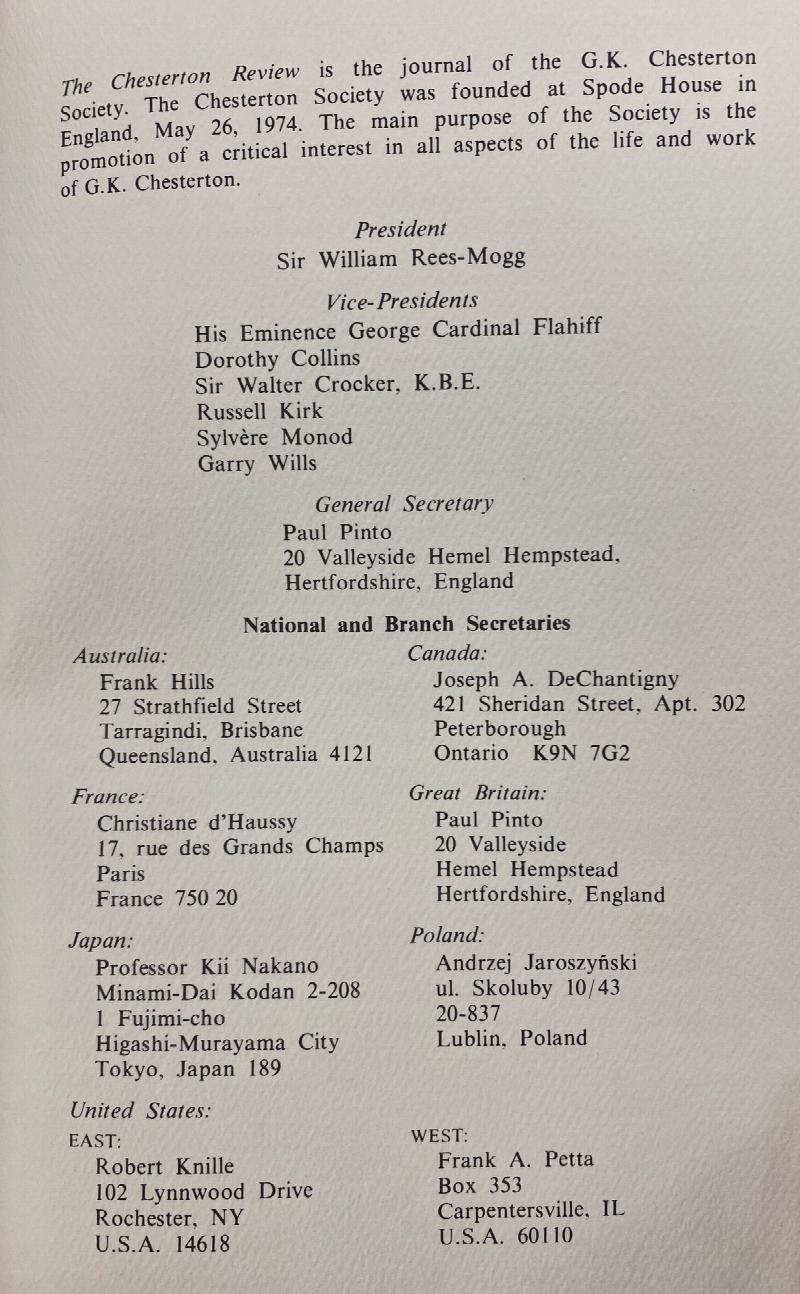 The Chesterton Review is the journal of the G.K. Chesterton
Society. The Chesterton Society was founded at Spode House in
England, May 26, 1974. The main purpose of the Society is the
promotion of a critical interest in all aspects of the life and work
of G.K. Chesterton.
President
Sir William Rees-Mogg
Vice-Presidents
His Eminence George Cardinal Flahiff
Dorothy Collins
Sir Walter Crocker, K.B.E.
Russell Kirk
Sylvère Monod
Garry Wills
General Secretary
Paul Pinto
20 Valleyside Hemel Hempstead,
Hertfordshire, England
National and Branch Secretaries
Australia:
Frank Hills
27 Strathfield Street
Tarragindi, Brisbane
Queensland, Australia 4121
Canada:
Joseph A. DeChantigny
421 Sheridan Street, Apt. 302
Peterborough
Ontario K9N 7G2
France:
Christiane d'Haussy
17, rue des Grands Champs
Paris
France 750 20
Great Britain:
Paul Pinto
20 Valleyside
Hemel Hempstead
Hertfordshire, England
Japan:
Professor Kii Nakano
Minami-Dai Kodan 2-208
1 Fujimi-cho
Higashi-Murayama City
Tokyo, Japan 189
Poland:
Andrzej Jaroszyñski
ul. Skoluby 10/43
20-837
Lublin, Poland
United States:
EAST:
Robert Knille
102 Lynnwood Drive
Rochester, NY
U.S.A. 14618
WEST:
Frank A. Petta
Box 353
Carpentersville, IL
U.S.A. 60110